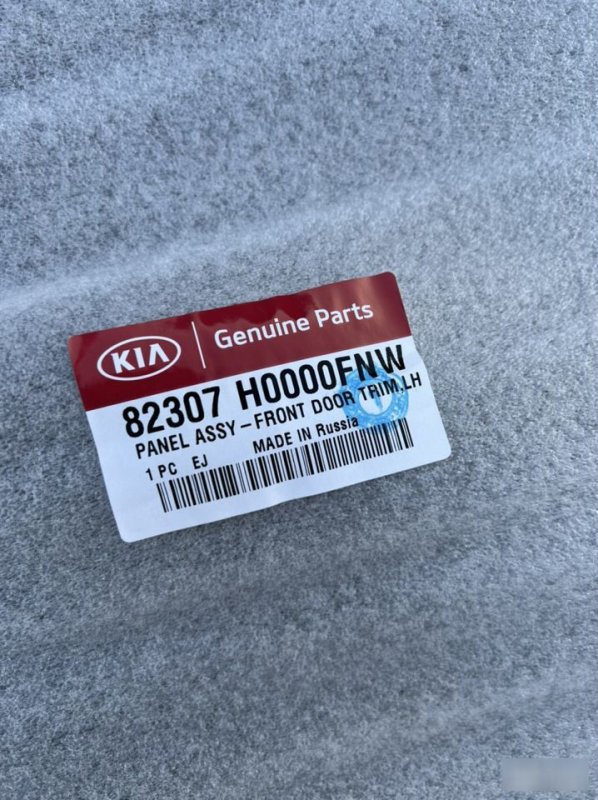 KIA
Genuine Parts
82307 H0000FNW
PANEL ASSY-FRONT DOOR TRIM,LH
1 PC EJ MADE IN Russia